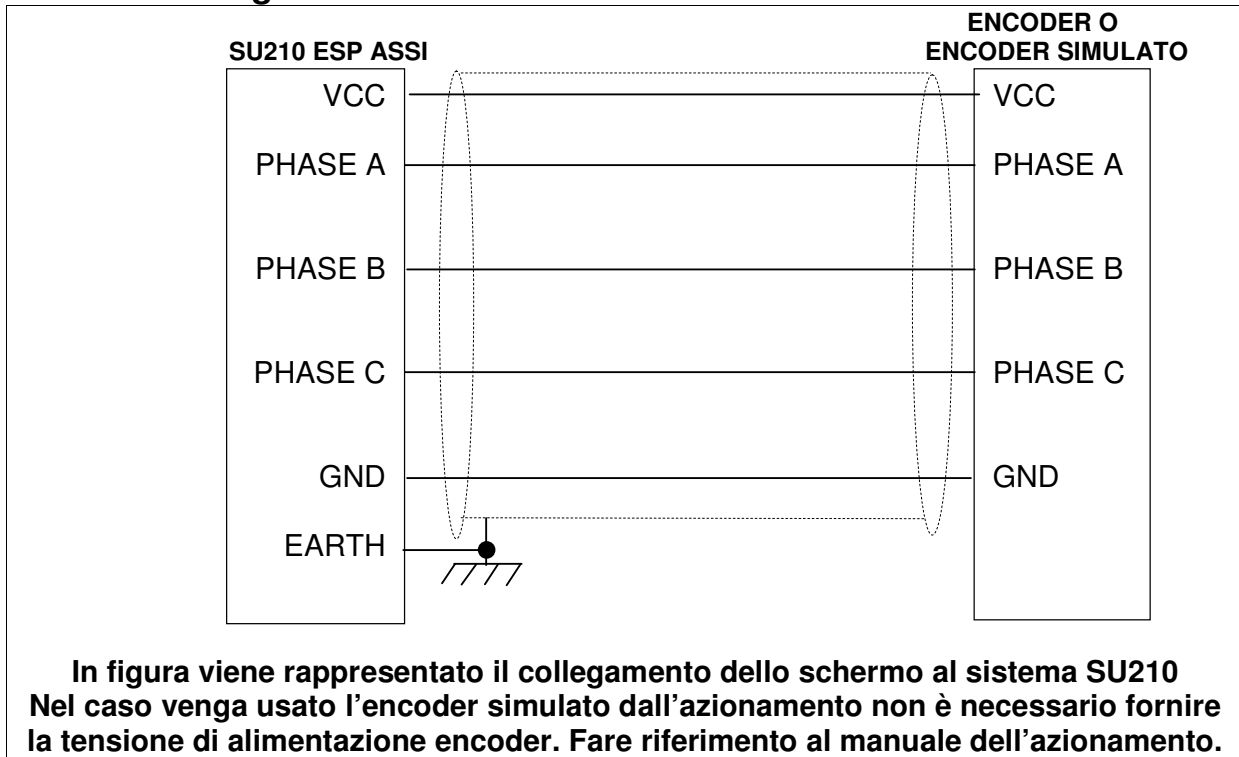 ENCODER O
SU210 ESP ASSI ENCODER SIMULATO
VCC VCC
PHASE A PHASE A
PHASE B PHASE B
PHASE C PHASE C
GND GND
EARTH
In figura viene rappresentato il collegamento dello schermo al sistema SU210
Nel caso venga usato l'encoder simulato dall'azionamento non è necessario fornire
la tensione di alimentazione encoder. Fare riferimento al manuale dell'azionamento.